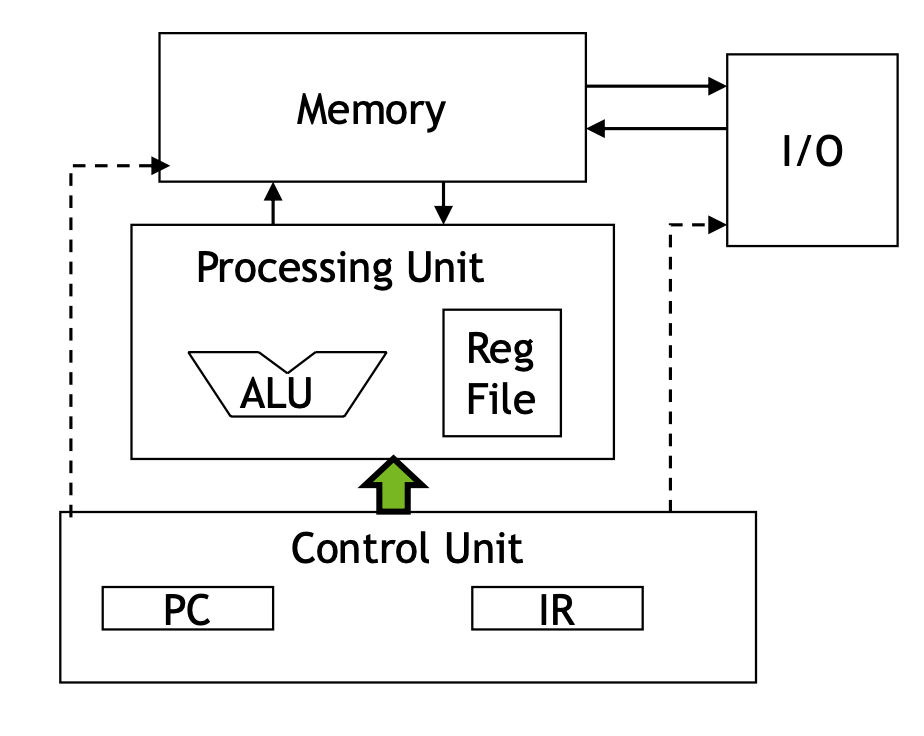 Memory
I/O
Processing Unit
ALU
Reg
File
Control Unit
PC
IR